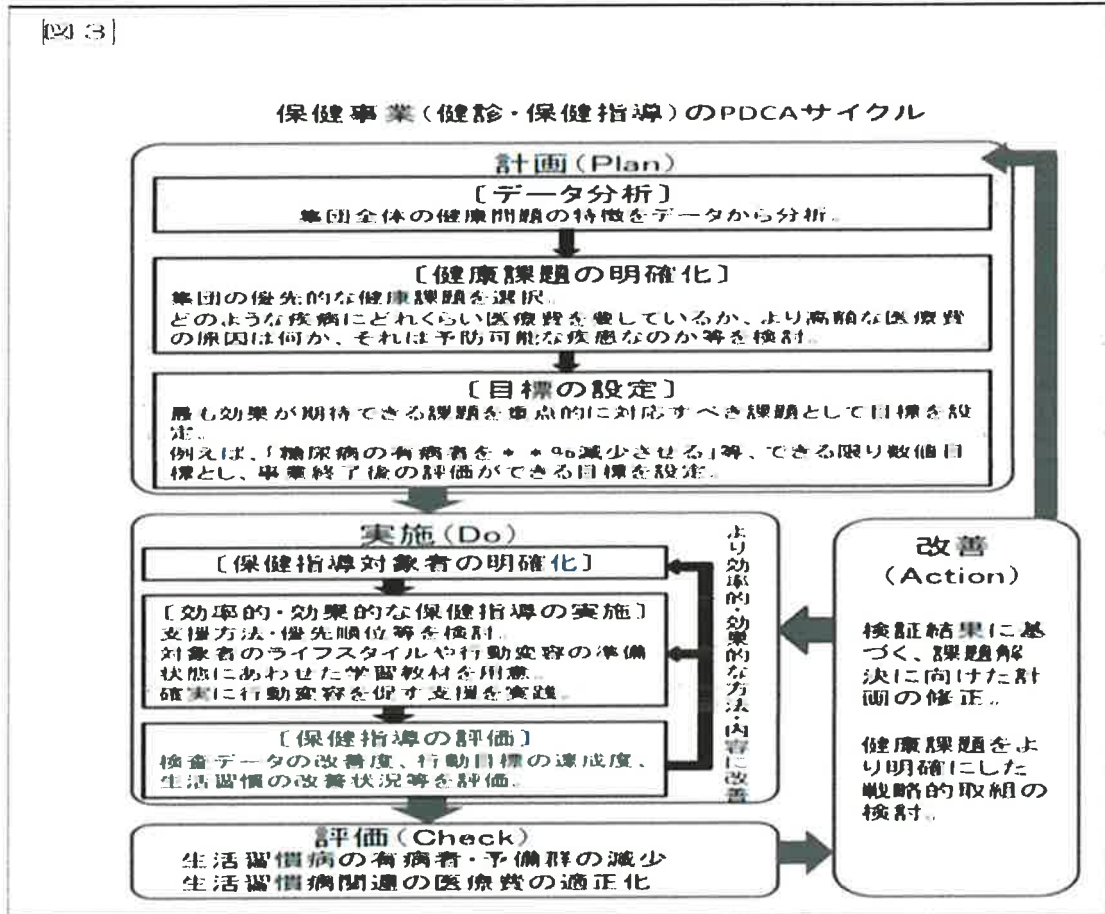 [図3]
保健事業(健診・保健指導)のPDCAサイクル
計画(Plan)
[データ分析]
集団全体の健康問題の特徴をデータから分析。
[健康課題の明確化]
集団の優先的な健康課題を選択。
どのような疾病にどれくらい医療費を要しているか、より高額な医療費
の原因は何か、それは予防可能な疾患なのか等を検討。
[目標の設定]
最も効果が期待できる課題を重点的に対応すべき課題として目標を設
定。
例えば、「糖尿病の有病者を**%減少させる」等、できる限り数値目
標とし、事業終了後の評価ができる目標を設定。
実施(Do)
[保健指導対象者の明確化]
[効率的・効果的な保健指導の実施]
支援方法・優先順位等を検討。
対象者のライフスタイルや行動変容の準備
状態にあわせた学習教材を用意。
確実に行動変容を促す支援を実践。
[保健指導の評価]
検査データの改善度、行動目標の達成度、
生活習慣の改善状況等を評価。
より効率的・効果的な方法・内容に改善
改善
(Action)
検証結果に基
づく、課題解
決に向けた計
画の修正。
健康課題をよ
り明確にした
戦略的取組の
検討。
評価(Check)
生活習慣病の有病者・予備群の減少
生活習慣病関連の医療費の適正化